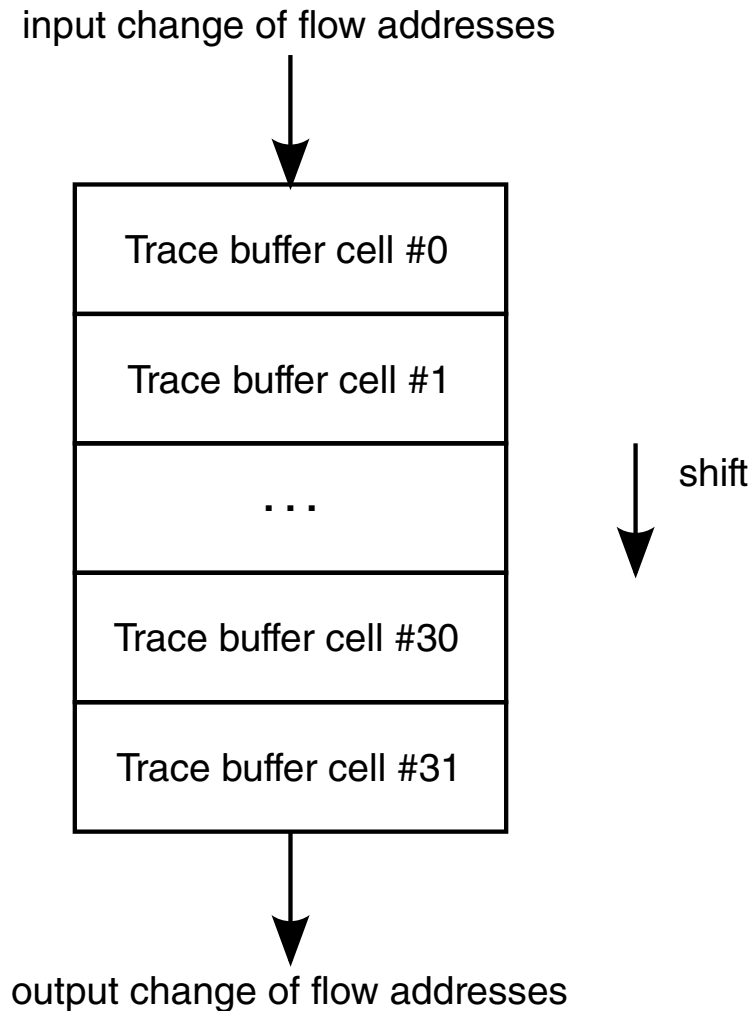 input change of flow addresses
Trace buffer cell #0
Trace buffer cell #1
...
shift
Trace buffer cell #30
Trace buffer cell #31
output change of flow addresses